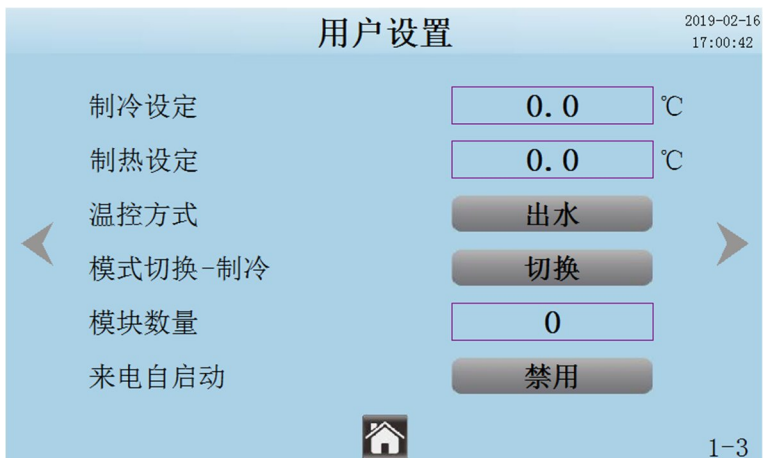 用户设置
2019-02-16
17:00:42
制冷设定 0.0 ℃
制热设定 0.0 ℃
温控方式 出水
模式切换-制冷 切换
模块数量 0
来电自启动 禁用
1-3